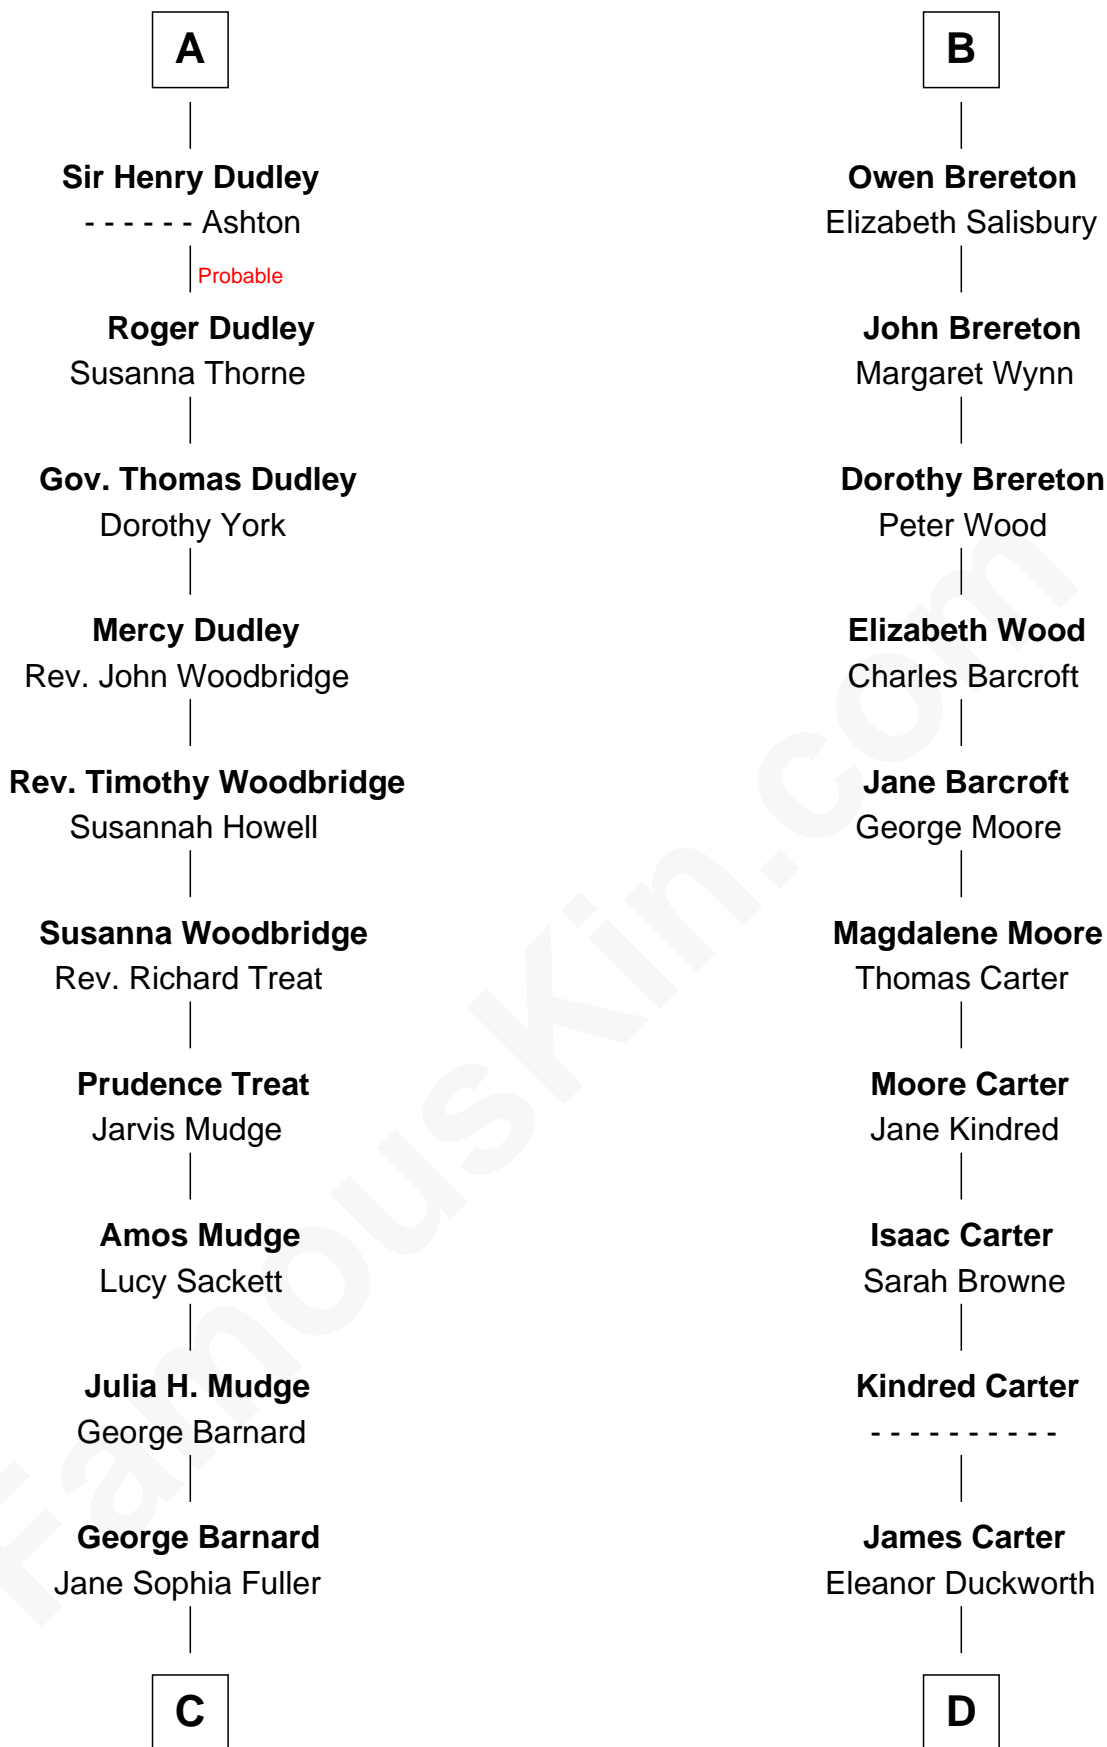 A
Sir Henry Dudley
- - - - - - Ashton
Probable
Roger Dudley
Susanna Thorne
Gov. Thomas Dudley
Dorothy York
Mercy Dudley
Rev. John Woodbridge
Rev. Timothy Woodbridge
Susannah Howell
Susanna Woodbridge
Rev. Richard Treat
Prudence Treat
Jarvis Mudge
Amos Mudge
Lucy Sackett
Julia H. Mudge
George Barnard
George Barnard
Jane Sophia Fuller
C
B
Owen Brereton
Elizabeth Salisbury
John Brereton
Margaret Wynn
Dorothy Brereton
Peter Wood
Elizabeth Wood
Charles Barcroft
Jane Barcroft
George Moore
Magdalene Moore
Thomas Carter
Moore Carter
Jane Kindred
Isaac Carter
Sarah Browne
Kindred Carter
- - - - - - - - - -
James Carter
Eleanor Duckworth
D
FamousKin.com